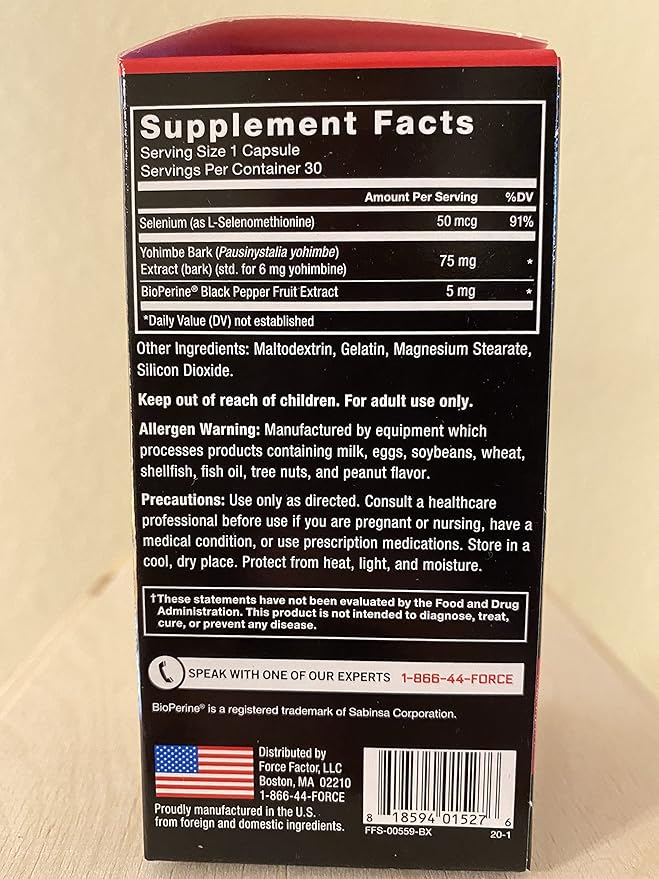 Supplement Facts
Serving Size 1 Capsule
Servings Per Container 30
Amount Per Serving %DV
Selenium (as L-Selenomethionine) 50 mcg 91%
Yohimbe Bark (Pausinystalia yohimbe)
Extract (bark) (std. for 6 mg yohimbine) 75 mg *
BioPerine® Black Pepper Fruit Extract 5 mg *
*Daily Value (DV) not established
Other Ingredients: Maltodextrin, Gelatin, Magnesium Stearate,
Silicon Dioxide.
Keep out of reach of children. For adult use only.
Allergen Warning: Manufactured by equipment which
processes products containing milk, eggs, soybeans, wheat,
shellfish, fish oil, tree nuts, and peanut flavor.
Precautions: Use only as directed. Consult a healthcare
professional before use if you are pregnant or nursing, have a
medical condition, or use prescription medications. Store in a
cool, dry place. Protect from heat, light, and moisture.
†These statements have not been evaluated by the Food and Drug
Administration. This product is not intended to diagnose, treat,
cure, or prevent any disease.
SPEAK WITH ONE OF OUR EXPERTS 1-866-44-FORCE
BioPerine® is a registered trademark of Sabinsa Corporation.
Distributed by
Force Factor, LLC
Boston, MA 02210
1-866-44-FORCE
Proudly manufactured in the U.S.
from foreign and domestic ingredients.
8 18594 01527 6
FFS-00559-BX 20-1